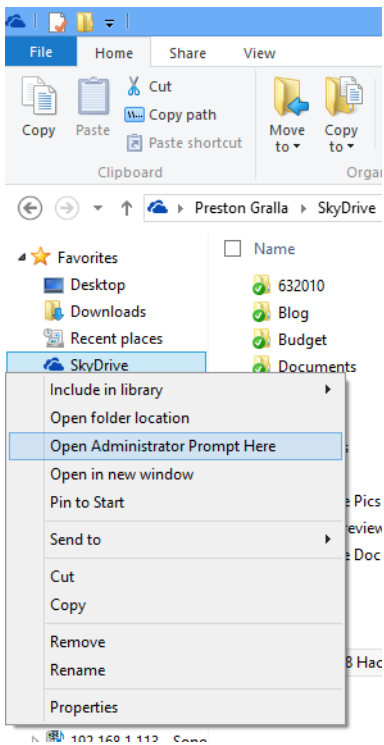 File Home Share View
Copy
Paste
Cut
Copy path
Paste shortcut
Move to
Copy to
Clipboard
Preston Gralla SkyDrive
Favorites
Desktop
Downloads
Recent places
SkyDrive
Name
632010
Blog
Budget
Documents
Include in library
Open folder location
Open Administrator Prompt Here
Open in new window
Pin to Start
Send to
Cut
Copy
Remove
Rename
Properties
Pics